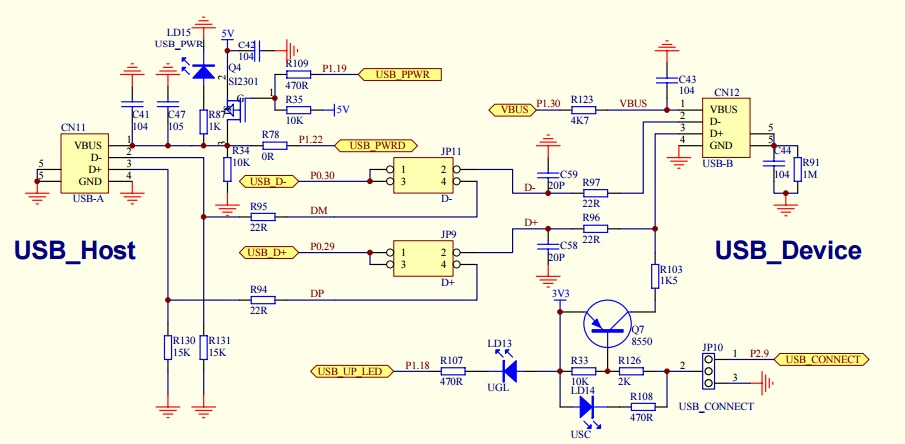 LD15
USB_PWR
5V
C42
104
Q4
SI2301
2
G
1
3
R109
470R
P1.19
USB_PPWR
R35
10K
5V
C41
104
C47
105
R87
1K
CN11
VBUS
D-
D+
GND
1
2
3
4
5
5
USB-A
R34
10K
R78
0R
P1.22
USB_PWRD
USB_D-
P0.30
JP11
1
2
3
4
D-
R95
22R
DM
USB_D+
P0.29
JP9
1
2
3
4
D+
R94
22R
DP
R130
15K
R131
15K
USB_Host
VBUS
P1.30
R123
4K7
VBUS
C43
104
CN12
1
2
3
4
VBUS
D-
D+
GND
5
5
USB-B
C44
104
R91
1M
D-
C59
20P
R97
22R
D+
C58
20P
R96
22R
USB_Device
R103
1K5
3V3
Q7
8550
USB_UP_LED
P1.18
R107
470R
LD13
UGL
R33
10K
R126
2K
LD14
USC
R108
470R
JP10
1
2
3
P2.9
USB_CONNECT
USB_CONNECT